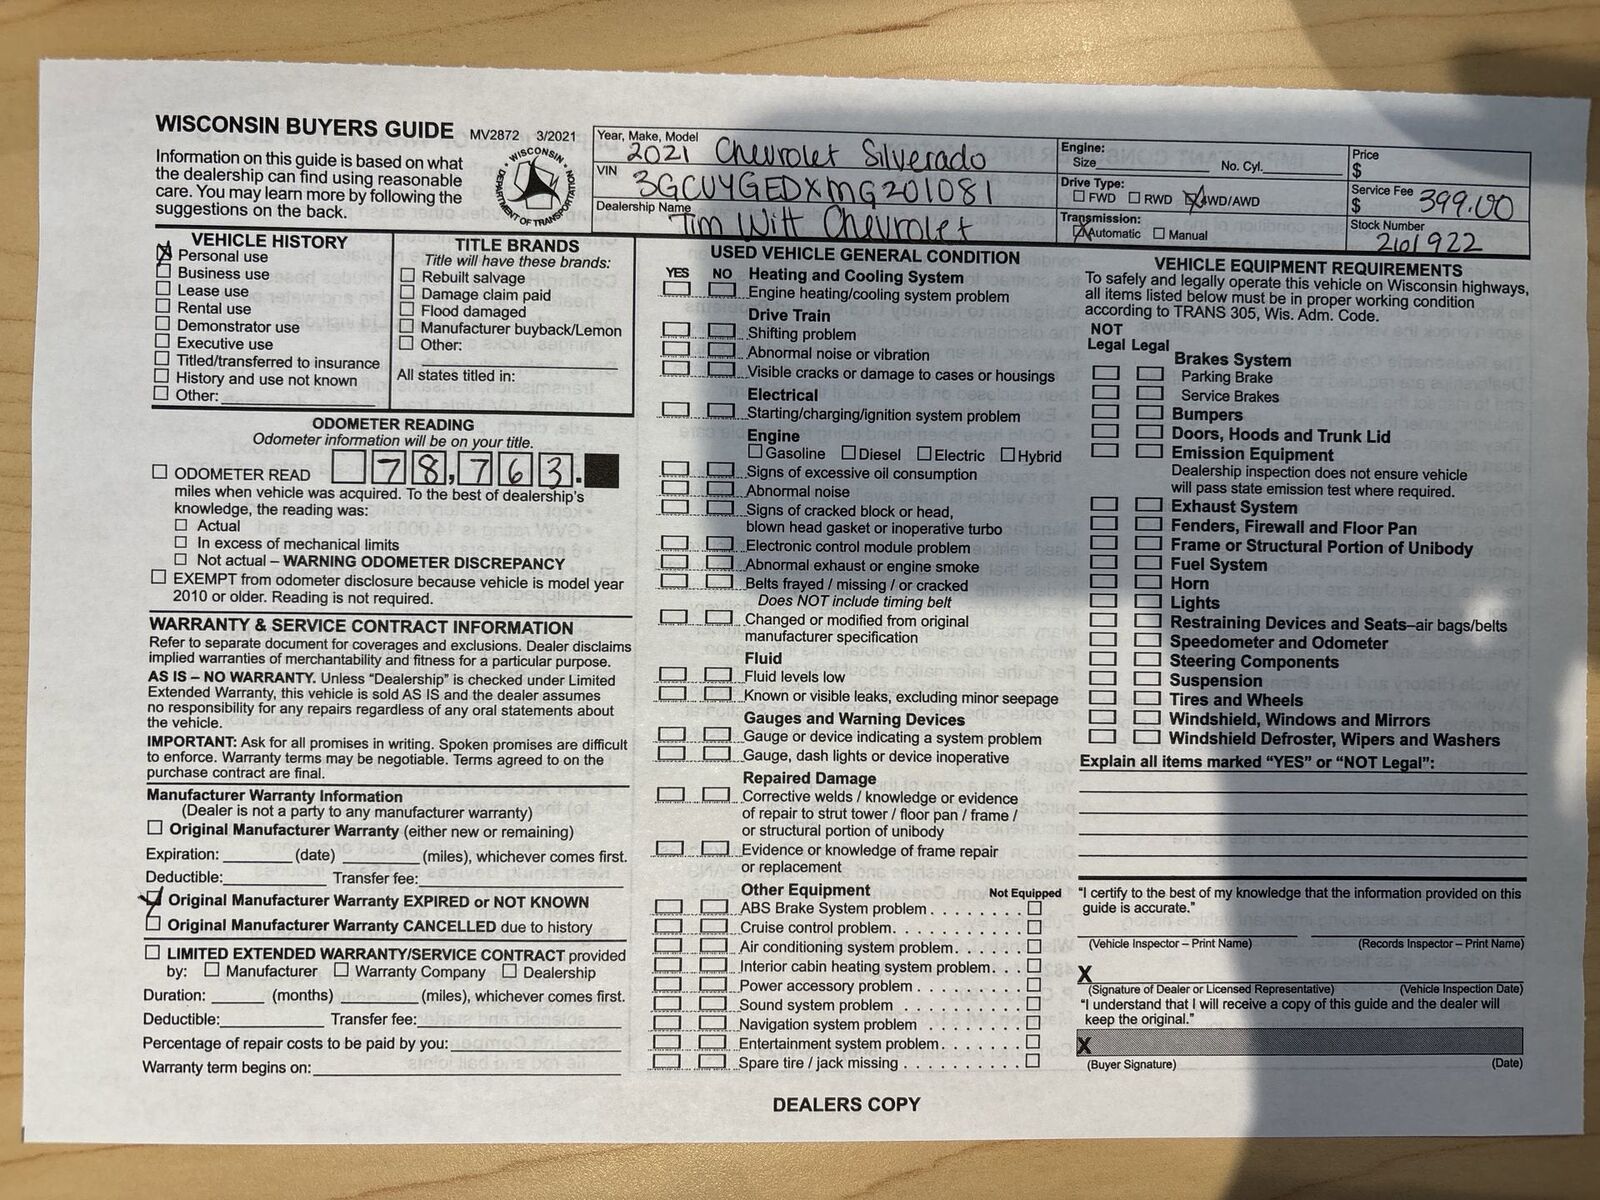 WISCONSIN BUYERS GUIDE MV2872 3/2021
Information on this guide is based on what
the dealership can find using reasonable
care. You may learn more by following the
suggestions on the back.
WISCONSIN
DEPARTMENT OF TRANSPORTATION
Year, Make, Model
2021 Chevrolet Silverado
VIN
3GCUYGEDXMG201081
Dealership Name
Tim Witt Chevrolet
Engine:
Size No. Cyl.
Drive Type:
FWD RWD 4WD/AWD
Transmission:
Automatic Manual
Price
$
Service Fee
$ 399.00
Stock Number
2101922
VEHICLE HISTORY
Personal use
Business use
Lease use
Rental use
Demonstrator use
Executive use
Titled/transferred to insurance
History and use not known
Other:
TITLE BRANDS
Title will have these brands:
Rebuilt salvage
Damage claim paid
Flood damaged
Manufacturer buyback/Lemon
Other:
All states titled in:
ODOMETER READING
Odometer information will be on your title.
ODOMETER READ 78,763.
miles when vehicle was acquired. To the best of dealership's
knowledge, the reading was:
Actual
In excess of mechanical limits
Not actual – WARNING ODOMETER DISCREPANCY
EXEMPT from odometer disclosure because vehicle is model year
2010 or older. Reading is not required.
WARRANTY & SERVICE CONTRACT INFORMATION
Refer to separate document for coverages and exclusions. Dealer disclaims
implied warranties of merchantability and fitness for a particular purpose.
AS IS – NO WARRANTY. Unless "Dealership" is checked under Limited
Extended Warranty, this vehicle is sold AS IS and the dealer assumes
no responsibility for any repairs regardless of any oral statements about
the vehicle.
IMPORTANT: Ask for all promises in writing. Spoken promises are difficult
to enforce. Warranty terms may be negotiable. Terms agreed to on the
purchase contract are final.
Manufacturer Warranty Information
(Dealer is not a party to any manufacturer warranty)
Original Manufacturer Warranty (either new or remaining)
Expiration: (date) (miles), whichever comes first.
Deductible: Transfer fee:
Original Manufacturer Warranty EXPIRED or NOT KNOWN
Original Manufacturer Warranty CANCELLED due to history
LIMITED EXTENDED WARRANTY/SERVICE CONTRACT provided
by: Manufacturer Warranty Company Dealership
Duration: (months) (miles), whichever comes first.
Deductible: Transfer fee:
Percentage of repair costs to be paid by you:
Warranty term begins on:
USED VEHICLE GENERAL CONDITION
YES NO Heating and Cooling System
Engine heating/cooling system problem
Drive Train
Shifting problem
Abnormal noise or vibration
Visible cracks or damage to cases or housings
Electrical
Starting/charging/ignition system problem
Engine
Gasoline Diesel Electric Hybrid
Signs of excessive oil consumption
Abnormal noise
Signs of cracked block or head,
blown head gasket or inoperative turbo
Electronic control module problem
Abnormal exhaust or engine smoke
Belts frayed / missing / or cracked
Does NOT include timing belt
Changed or modified from original
manufacturer specification
Fluid
Fluid levels low
Known or visible leaks, excluding minor seepage
Gauges and Warning Devices
Gauge or device indicating a system problem
Gauge, dash lights or device inoperative
Repaired Damage
Corrective welds / knowledge or evidence
of repair to strut tower / floor pan / frame /
or structural portion of unibody
Evidence or knowledge of frame repair
or replacement
Other Equipment Not Equipped
ABS Brake System problem
Cruise control problem
Air conditioning system problem
Interior cabin heating system problem
Power accessory problem
Sound system problem
Navigation system problem
Entertainment system problem
Spare tire / jack missing
VEHICLE EQUIPMENT REQUIREMENTS
To safely and legally operate this vehicle on Wisconsin highways,
all items listed below must be in proper working condition
according to TRANS 305, Wis. Adm. Code.
NOT
Legal Legal
Brakes System
Parking Brake
Service Brakes
Bumpers
Doors, Hoods and Trunk Lid
Emission Equipment
Dealership inspection does not ensure vehicle
will pass state emission test where required.
Exhaust System
Fenders, Firewall and Floor Pan
Frame or Structural Portion of Unibody
Fuel System
Horn
Lights
Restraining Devices and Seats–air bags/belts
Speedometer and Odometer
Steering Components
Suspension
Tires and Wheels
Windshield, Windows and Mirrors
Windshield Defroster, Wipers and Washers
Explain all items marked "YES" or "NOT Legal":
"I certify to the best of my knowledge that the information provided on this
guide is accurate."
(Vehicle Inspector – Print Name) (Records Inspector – Print Name)
X
(Signature of Dealer or Licensed Representative) (Vehicle Inspection Date)
"I understand that I will receive a copy of this guide and the dealer will
keep the original."
X
(Buyer Signature) (Date)
DEALERS COPY